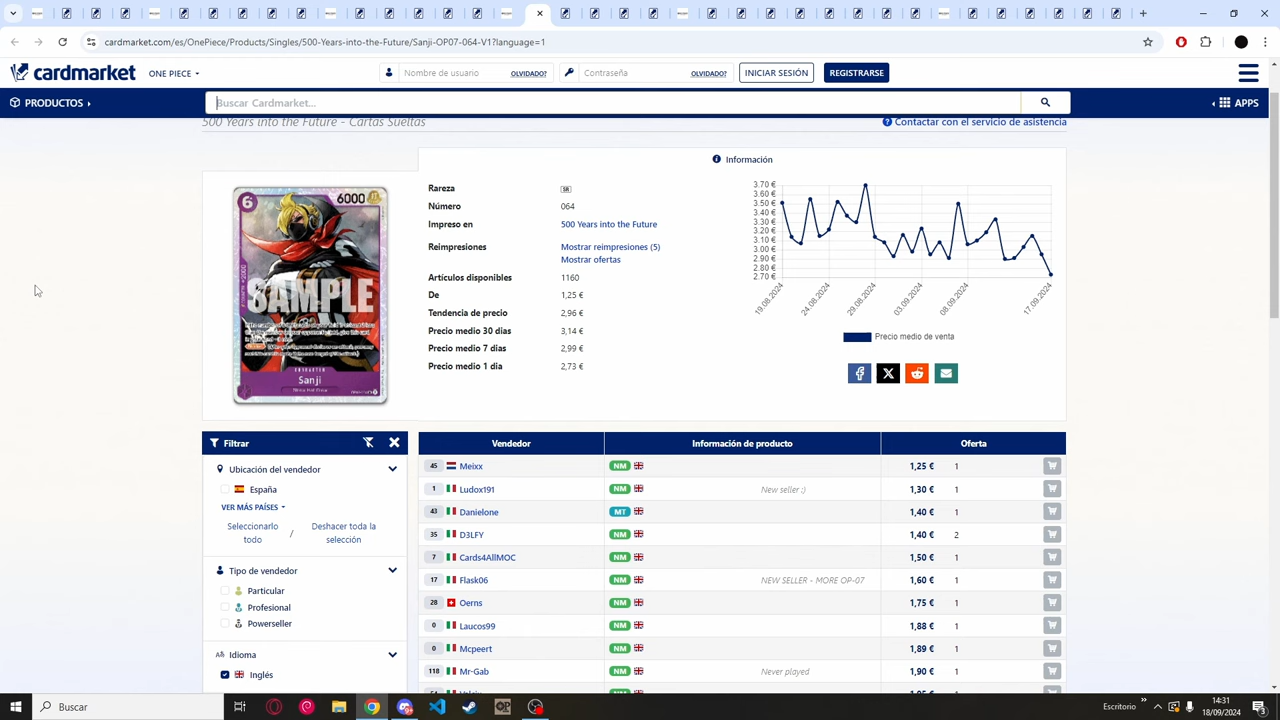 cardmarket.com/es/OnePiece/Products/Singles/500-Years-into-the-Future/Sanji-OP07-064-V1?language=1
cardmarket
ONE PIECE
Nombre de usuario
OLVIDADO?
Contraseña
OLVIDADO?
INICIAR SESIÓN
REGISTRARSE
PRODUCTOS
Buscar Cardmarket...
APPS
500 Years into the Future - Cartas Sueltas
Contactar con el servicio de asistencia
Información
6
6000
SAMPLE
Sanji
Rareza
SR
Número
064
Impreso en
500 Years into the Future
Reimpresiones
Mostrar reimpresiones (5)
Mostrar ofertas
Artículos disponibles
1160
De
1,25 €
Tendencia de precio
2,96 €
Precio medio 30 días
3,14 €
Precio medio 7 días
2,99 €
Precio medio 1 día
2,73 €
3.70 €
3.60 €
3.50 €
3.40 €
3.30 €
3.20 €
3.10 €
3.00 €
2.90 €
2.80 €
2.70 €
19.08.2024
24.08.2024
29.08.2024
03.09.2024
08.09.2024
17.09.2024
Precio medio de venta
Filtrar
Ubicación del vendedor
España
VER MÁS PAÍSES
Seleccionarlo todo
/
Deshacer toda la selección
Tipo de vendedor
Particular
Profesional
Powerseller
Idioma
Inglés
Vendedor
Información de producto
Oferta
45 Meixx NM 1,25 € 1
1 Ludox191 NM New seller :) 1,30 € 1
43 Danielone MT 1,40 € 1
35 D3LFY NM 1,40 € 2
7 Cards4AllMOC NM 1,50 € 1
17 Flask06 NM NEW SELLER - MORE OP-07 1,60 € 1
28 Oerns NM 1,75 € 1
0 Laucos99 NM 1,88 € 1
0 Mcpeert NM 1,89 € 1
118 Mr-Gab NM Never played 1,90 € 1
Buscar
Escritorio
14:31
18/09/2024
3